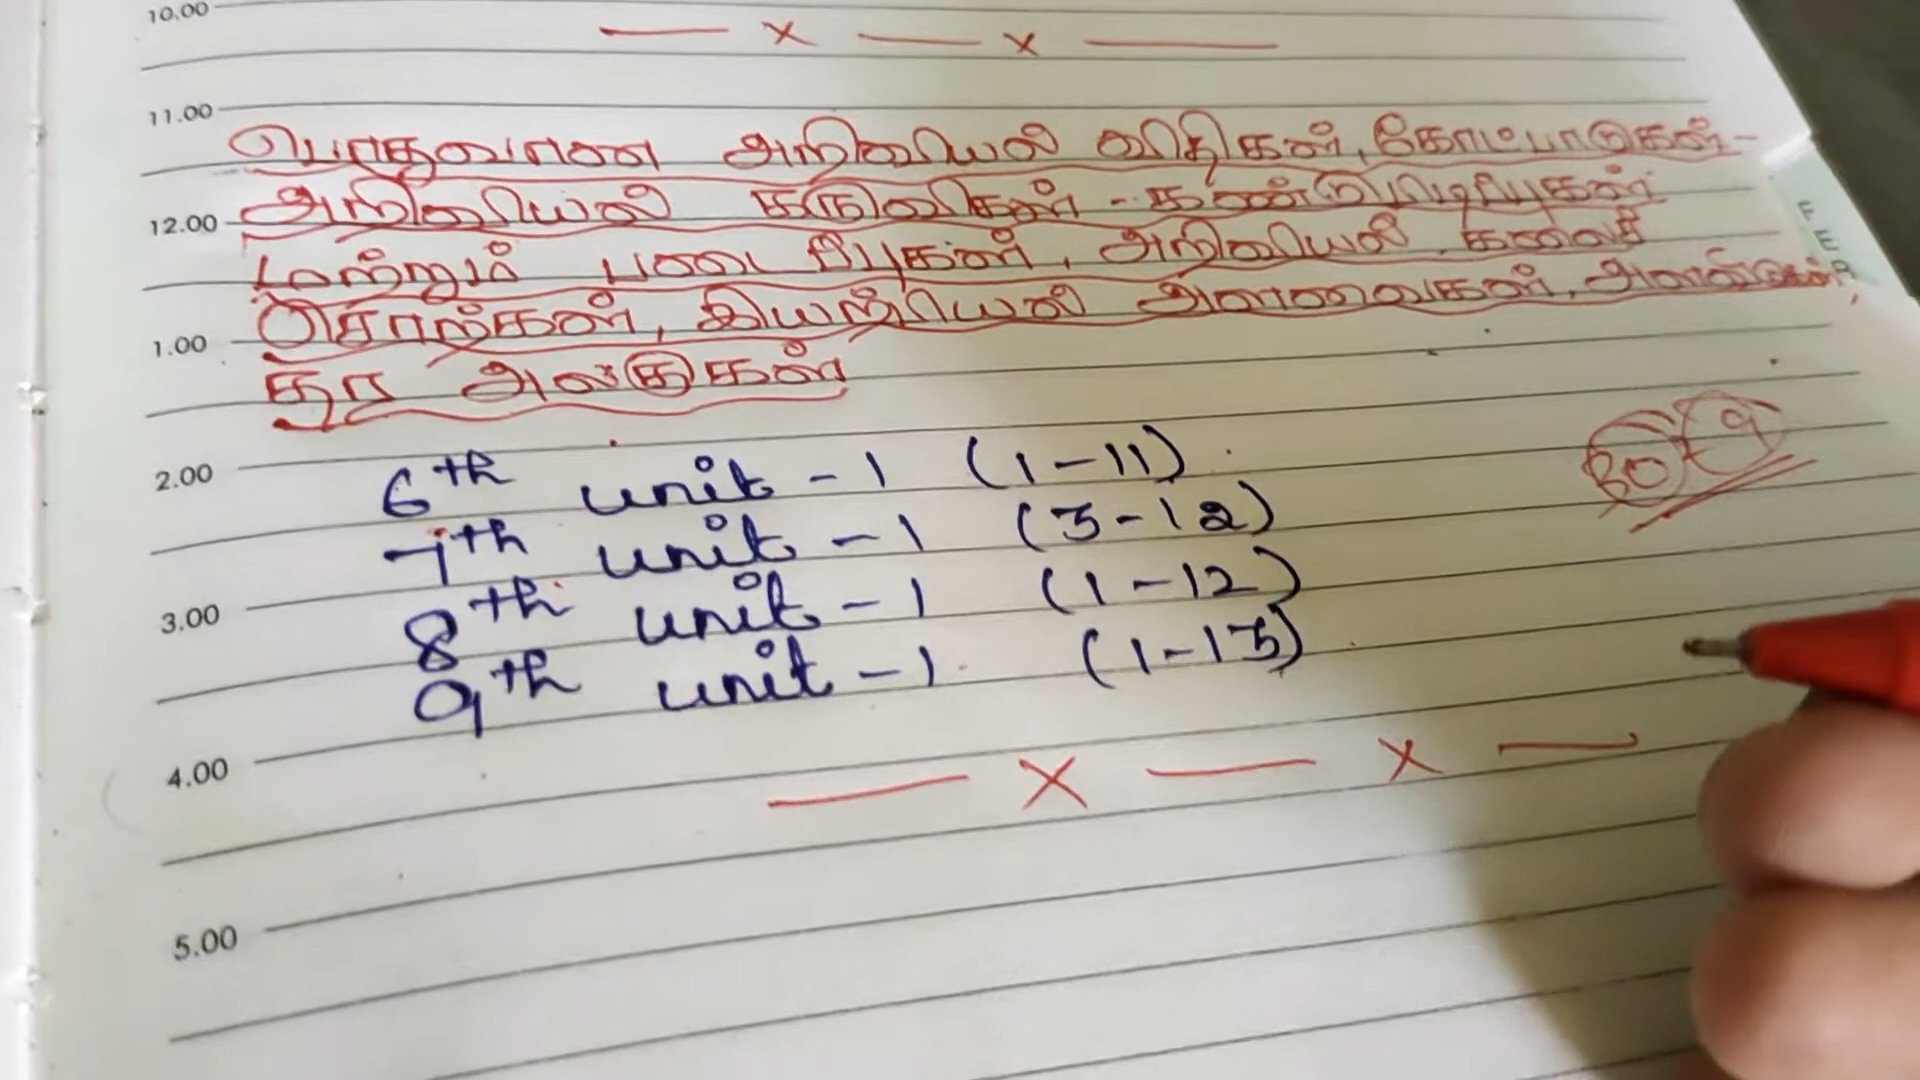 10.00
— x — x —
11.00
பொதுவான அறிவியல் விதிகள், கோட்பாடுகள் -
அறிவியல் கருவிகள் - கண்டுபிடிப்புகள்
12.00
மற்றும் படைப்புகள், அறிவியல் கலைச்
சொற்கள், இயற்பியல் அளவைகள், அளவீடுகள்,
1.00
தர அலகுகள்
2.00
6th unit - 1 (1-11)
30 + 9
7th unit - 1 (3-12)
3.00
8th unit - 1 (1-12)
9th unit - 1 (1-13)
4.00
— x — x —
5.00